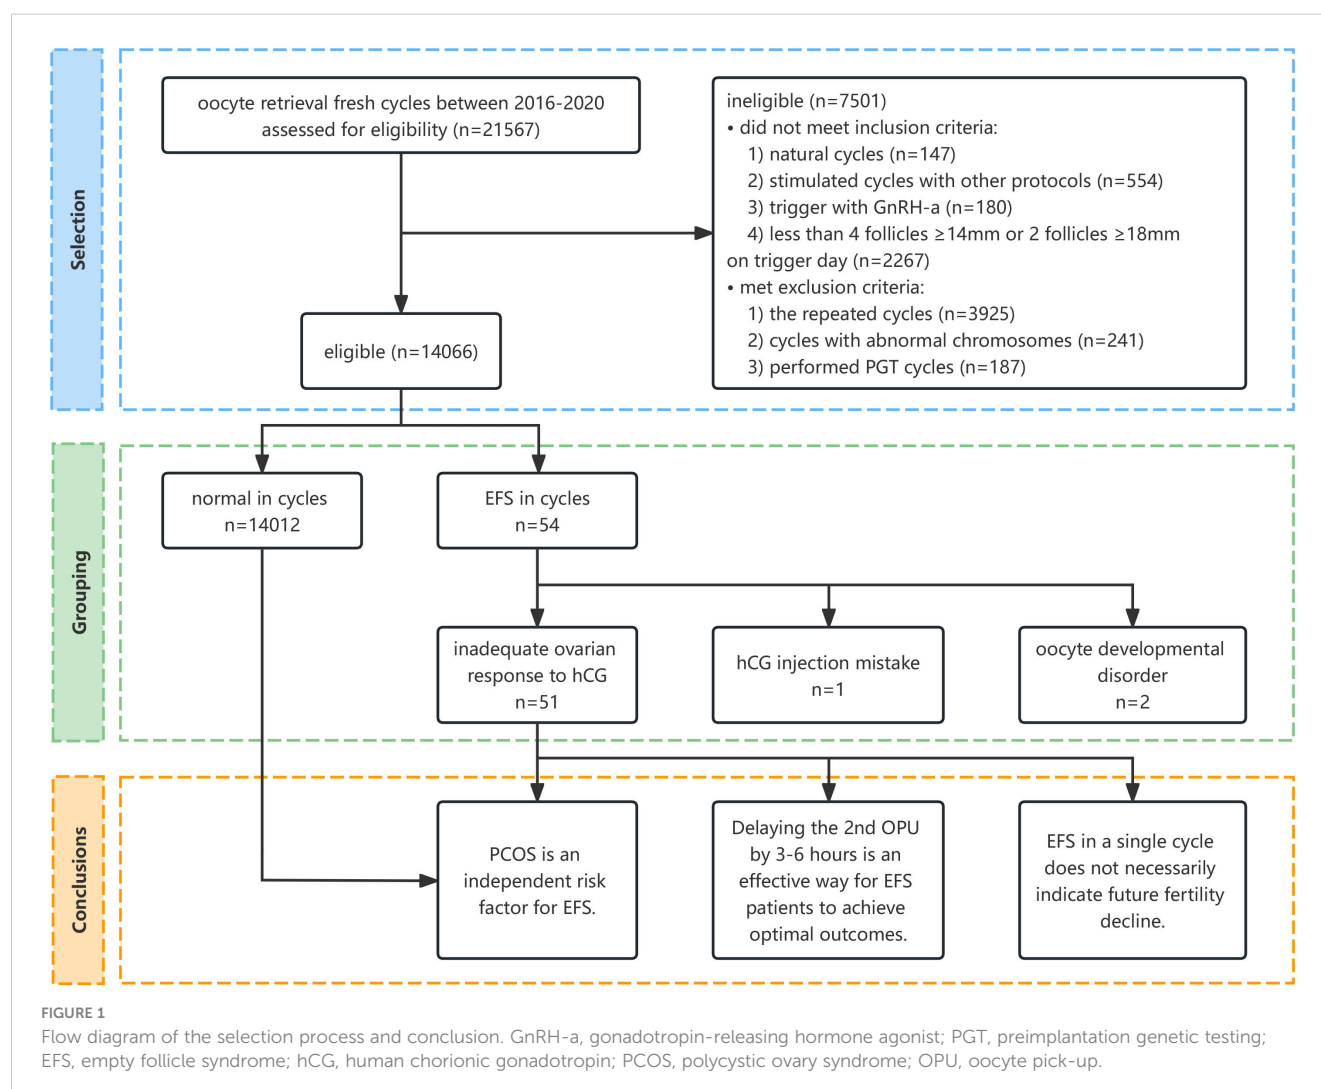 Selection
oocyte retrieval fresh cycles between 2016-2020
assessed for eligibility (n=21567)
ineligible (n=7501)
• did not meet inclusion criteria:
1) natural cycles (n=147)
2) stimulated cycles with other protocols (n=554)
3) trigger with GnRH-a (n=180)
4) less than 4 follicles ≥14mm or 2 follicles ≥18mm
on trigger day (n=2267)
• met exclusion criteria:
1) the repeated cycles (n=3925)
2) cycles with abnormal chromosomes (n=241)
3) performed PGT cycles (n=187)
eligible (n=14066)
Grouping
normal in cycles
n=14012
EFS in cycles
n=54
inadequate ovarian
response to hCG
n=51
hCG injection mistake
n=1
oocyte developmental
disorder
n=2
Conclusions
PCOS is an
independent risk
factor for EFS.
Delaying the 2nd OPU
by 3-6 hours is an
effective way for EFS
patients to achieve
optimal outcomes.
EFS in a single cycle
does not necessarily
indicate future fertility
decline.
FIGURE 1
Flow diagram of the selection process and conclusion. GnRH-a, gonadotropin-releasing hormone agonist; PGT, preimplantation genetic testing;
EFS, empty follicle syndrome; hCG, human chorionic gonadotropin; PCOS, polycystic ovary syndrome; OPU, oocyte pick-up.